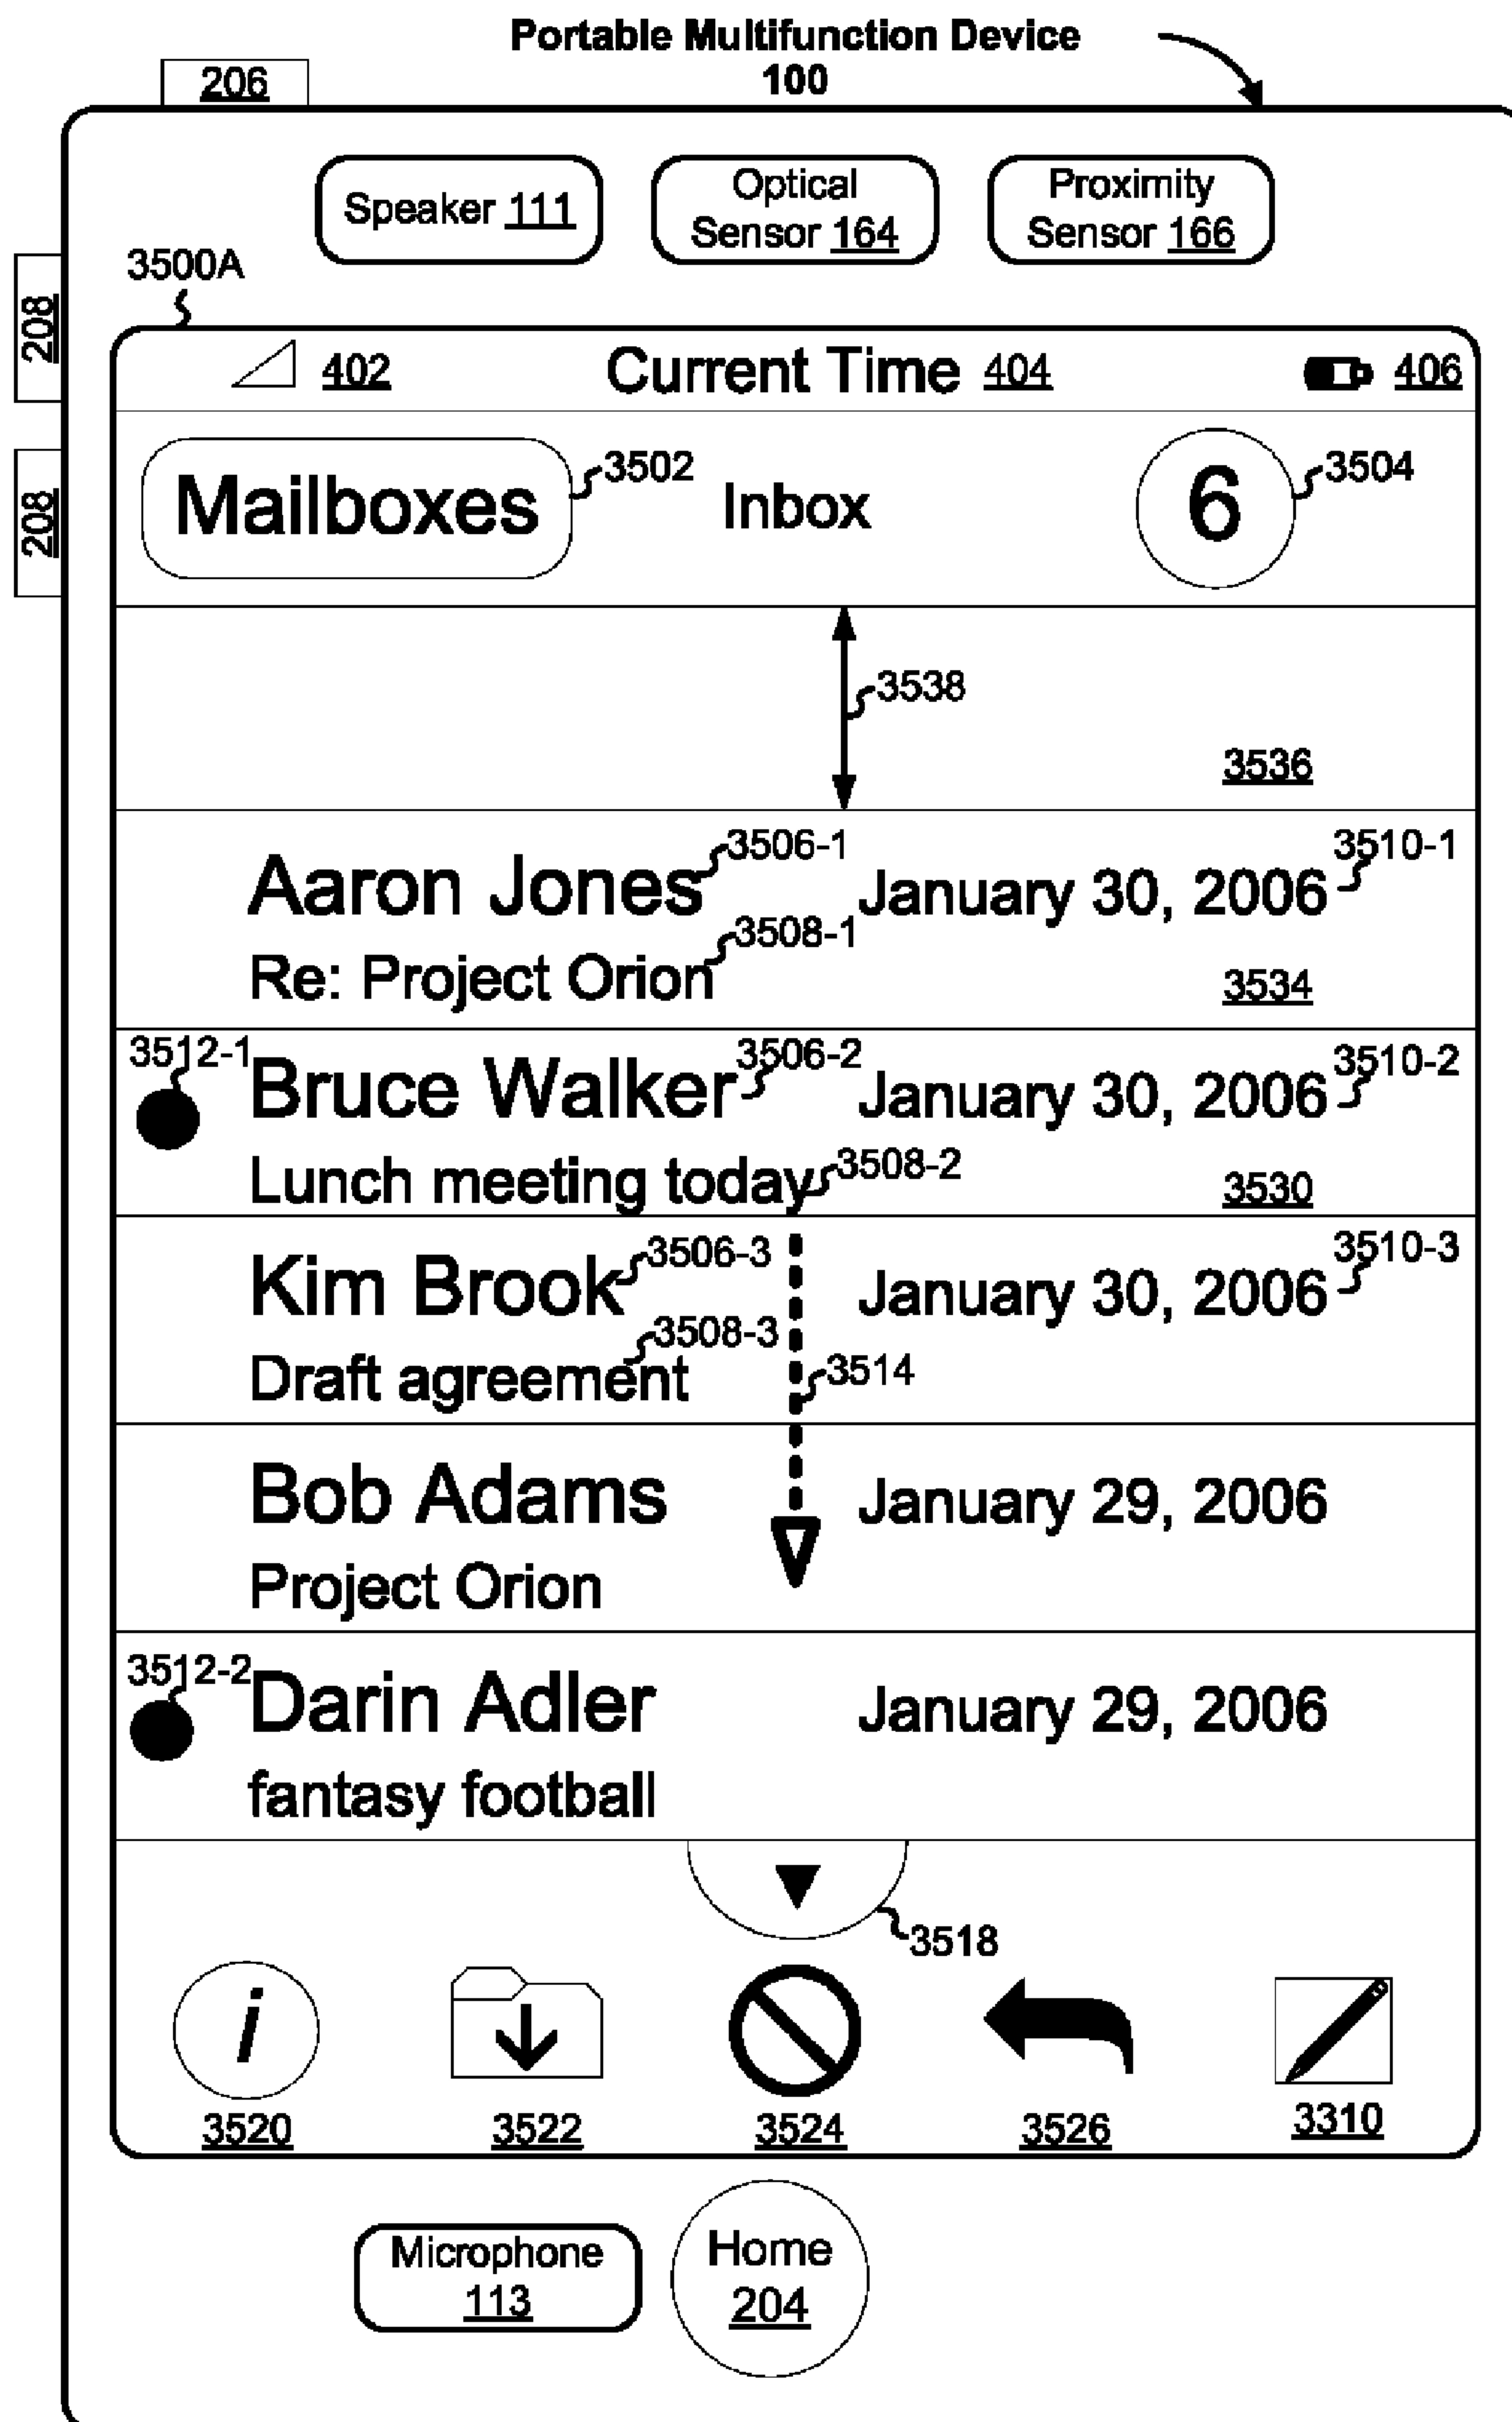 Portable Multifunction Device
100
206
Speaker 111
Optical
Sensor 164
Proximity
Sensor 166
3500A
208
208
402
Current Time 404
406
Mailboxes
3502
Inbox
6
3504
3538
3536
Aaron Jones
3506-1
January 30, 2006
3510-1
Re: Project Orion
3508-1
3534
3512-1
Bruce Walker
3506-2
January 30, 2006
3510-2
Lunch meeting today
3508-2
3530
Kim Brook
3506-3
January 30, 2006
3510-3
Draft agreement
3508-3
3514
Bob Adams
January 29, 2006
Project Orion
3512-2
Darin Adler
January 29, 2006
fantasy football
3518
i
3520
3522
3524
3526
3310
Microphone
113
Home
204